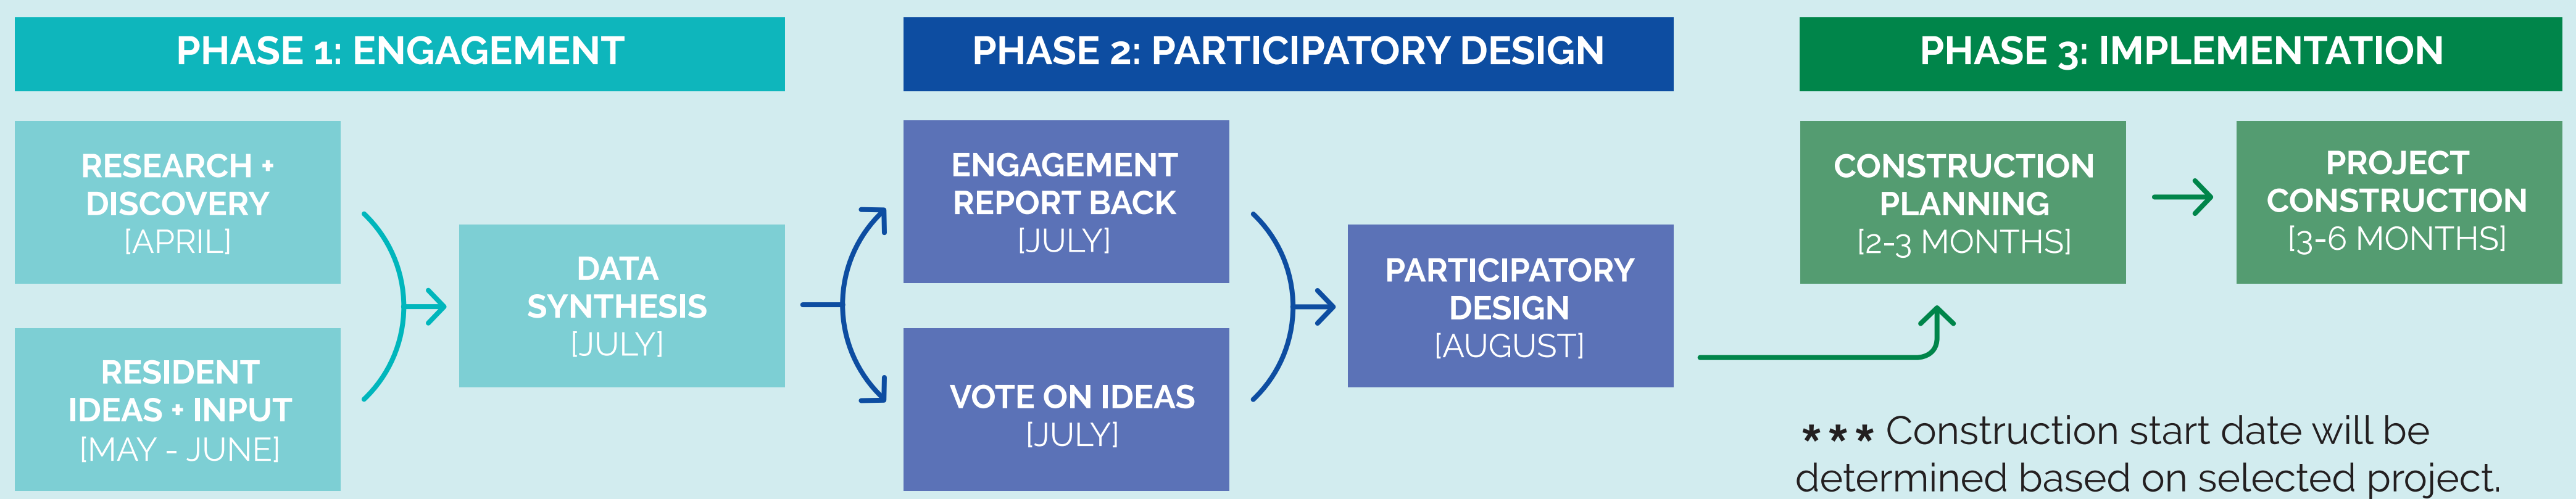 PHASE 1: ENGAGEMENT
RESEARCH +
DISCOVERY
[APRIL]
RESIDENT
IDEAS + INPUT
[MAY - JUNE]
DATA
SYNTHESIS
[JULY]
PHASE 2: PARTICIPATORY DESIGN
ENGAGEMENT
REPORT BACK
[JULY]
VOTE ON IDEAS
[JULY]
PARTICIPATORY
DESIGN
[AUGUST]
PHASE 3: IMPLEMENTATION
CONSTRUCTION
PLANNING
[2-3 MONTHS]
PROJECT
CONSTRUCTION
[3-6 MONTHS]
*** Construction start date will be
determined based on selected project.